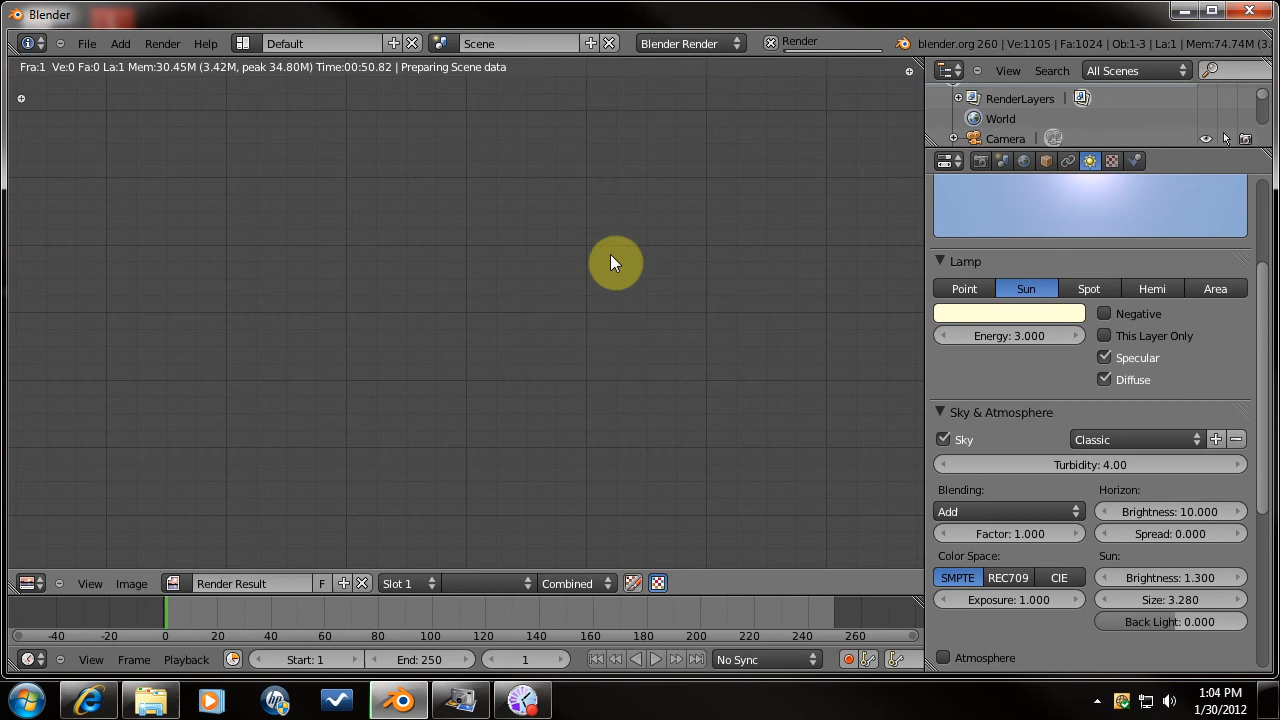 Blender
File Add Render Help Default Scene Blender Render Render blender.org 260 | Ve:1105 | Fa:1024 | Ob:1-3 | La:1 | Mem:74.74M (3.
Fra:1 Ve:0 Fa:0 La:1 Mem:30.45M (3.42M, peak 34.80M) Time:00:50.82 | Preparing Scene data
View Search All Scenes
RenderLayers |
World
Camera |
Lamp
Point Sun Spot Hemi Area
Negative
Energy: 3.000 This Layer Only
Specular
Diffuse
Sky & Atmosphere
Sky Classic
Turbidity: 4.00
Blending: Horizon:
Add Brightness: 10.000
Factor: 1.000 Spread: 0.000
Color Space: Sun:
SMPTE REC709 CIE Brightness: 1.300
Exposure: 1.000 Size: 3.280
Back Light: 0.000
Atmosphere
View Image Render Result F Slot 1 Combined
-40 -20 0 20 40 60 80 100 120 140 160 180 200 220 240 260
View Frame Playback Start: 1 End: 250 1 No Sync
1:04 PM
1/30/2012